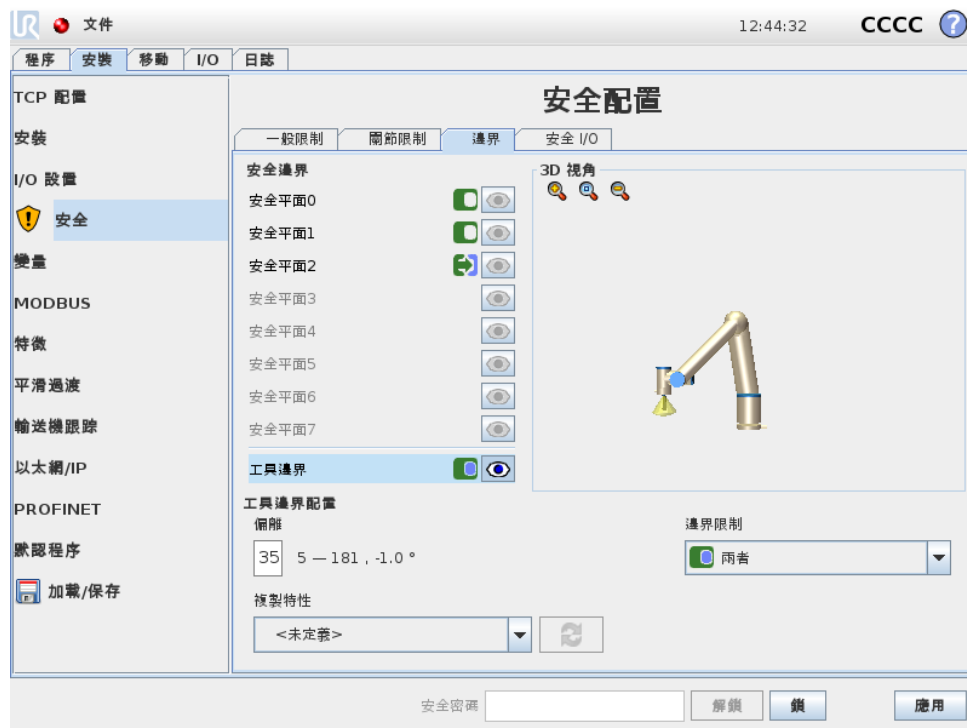 UR 文件 12:44:32 CCCC ?
程序 安裝 移動 I/O 日誌
TCP 配置
安裝
I/O 設置
安全
變量
MODBUS
特徵
平滑過渡
輸送機跟踪
以太網/IP
PROFINET
默認程序
加載/保存
安全配置
一般限制 關節限制 邊界 安全 I/O
安全邊界
安全平面0
安全平面1
安全平面2
安全平面3
安全平面4
安全平面5
安全平面6
安全平面7
工具邊界
3D 視角
工具邊界配置
偏離
35 5 — 181 , -1.0 °
邊界限制
兩者
複製特性
<未定義>
安全密碼 解鎖 鎖 應用